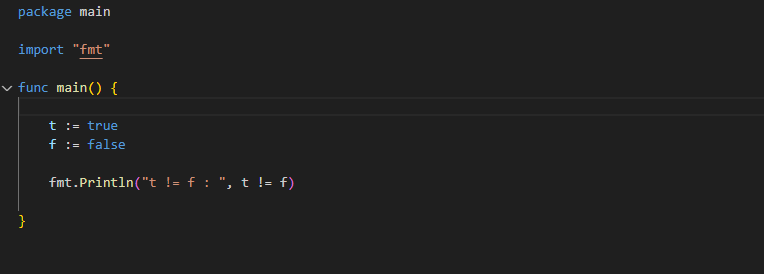 package main
import "fmt"
func main() {
t := true
f := false
fmt.Println("t != f : ", t != f)
}